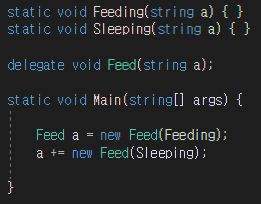 static void Feeding(string a) { }
static void Sleeping(string a) { }
delegate void Feed(string a);
static void Main(string[] args) {
Feed a = new Feed(Feeding);
a += new Feed(Sleeping);
}